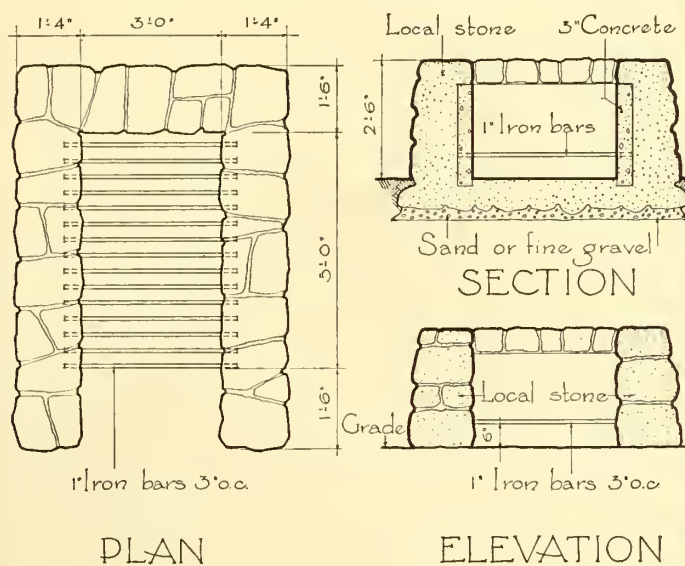 1'-4"
3'-0"
1'-4"
1'-6"
3'-0"
1'-6"
1" Iron bars 3" o.c.
PLAN
Local stone
3" Concrete
2'-6"
1" Iron bars
Sand or fine gravel
SECTION
Local stone
Grade
6"
1" Iron bars 3" o.c.
ELEVATION